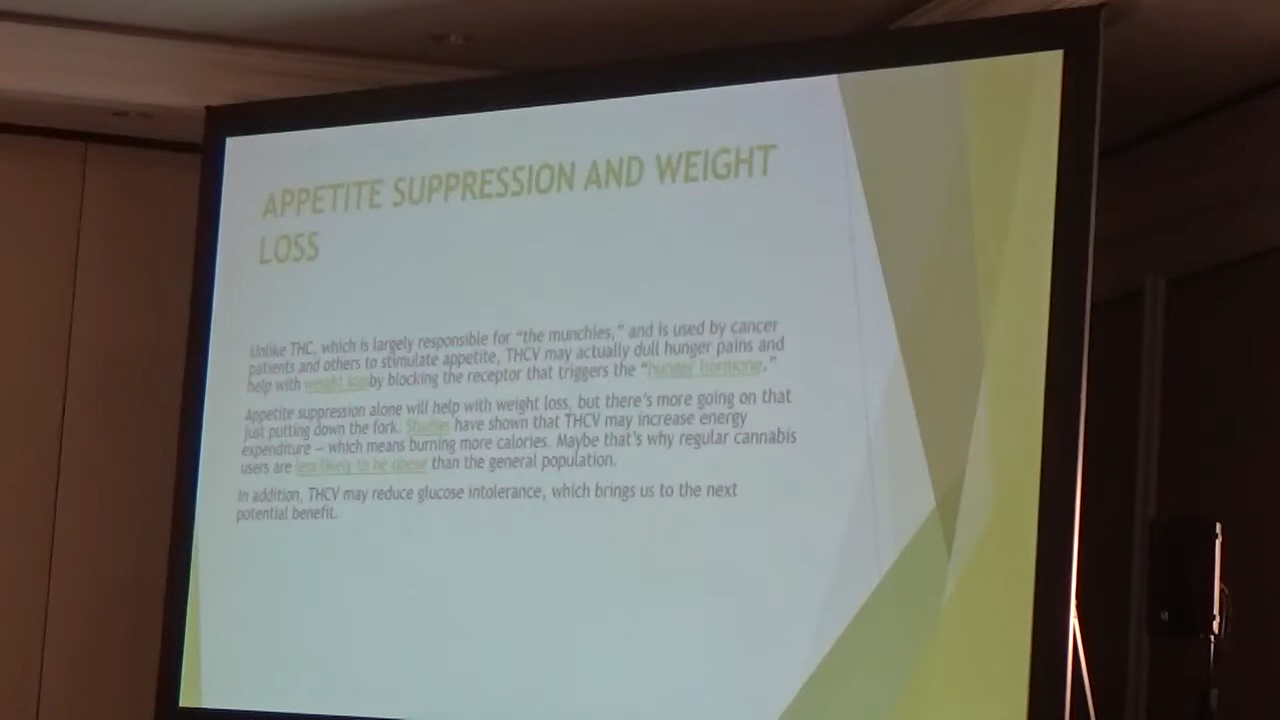 APPETITE SUPPRESSION AND WEIGHT
LOSS
Unlike THC, which is largely responsible for “the munchies,” and is used by cancer
patients and others to stimulate appetite, THCV may actually dull hunger pains and
help with weight loss by blocking the receptor that triggers the “hunger hormone.”
Appetite suppression alone will help with weight loss, but there’s more going on that
just putting down the fork. Studies have shown that THCV may increase energy
expenditure – which means burning more calories. Maybe that’s why regular cannabis
users are less likely to be obese than the general population.
In addition, THCV may reduce glucose intolerance, which brings us to the next
potential benefit.